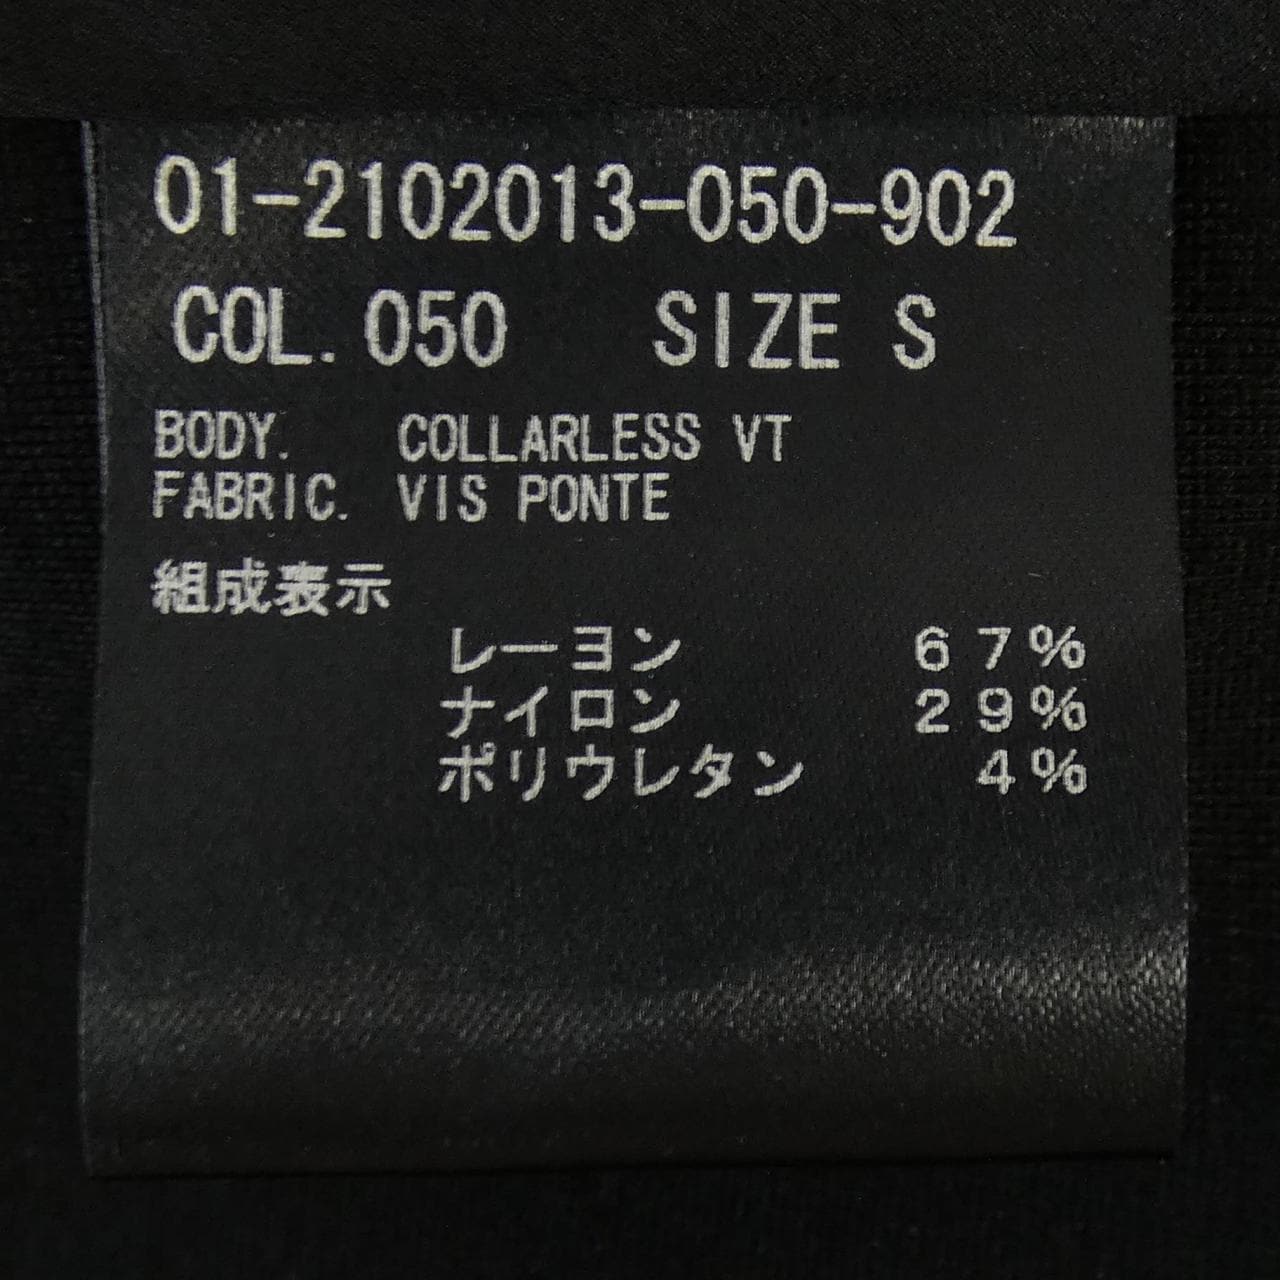 01-2102013-050-902
COL.050 SIZE S
BODY. COLLARLESS VT
FABRIC. VIS PONTE
組成表示
レーヨン 67%
ナイロン 29%
ポリウレタン 4%